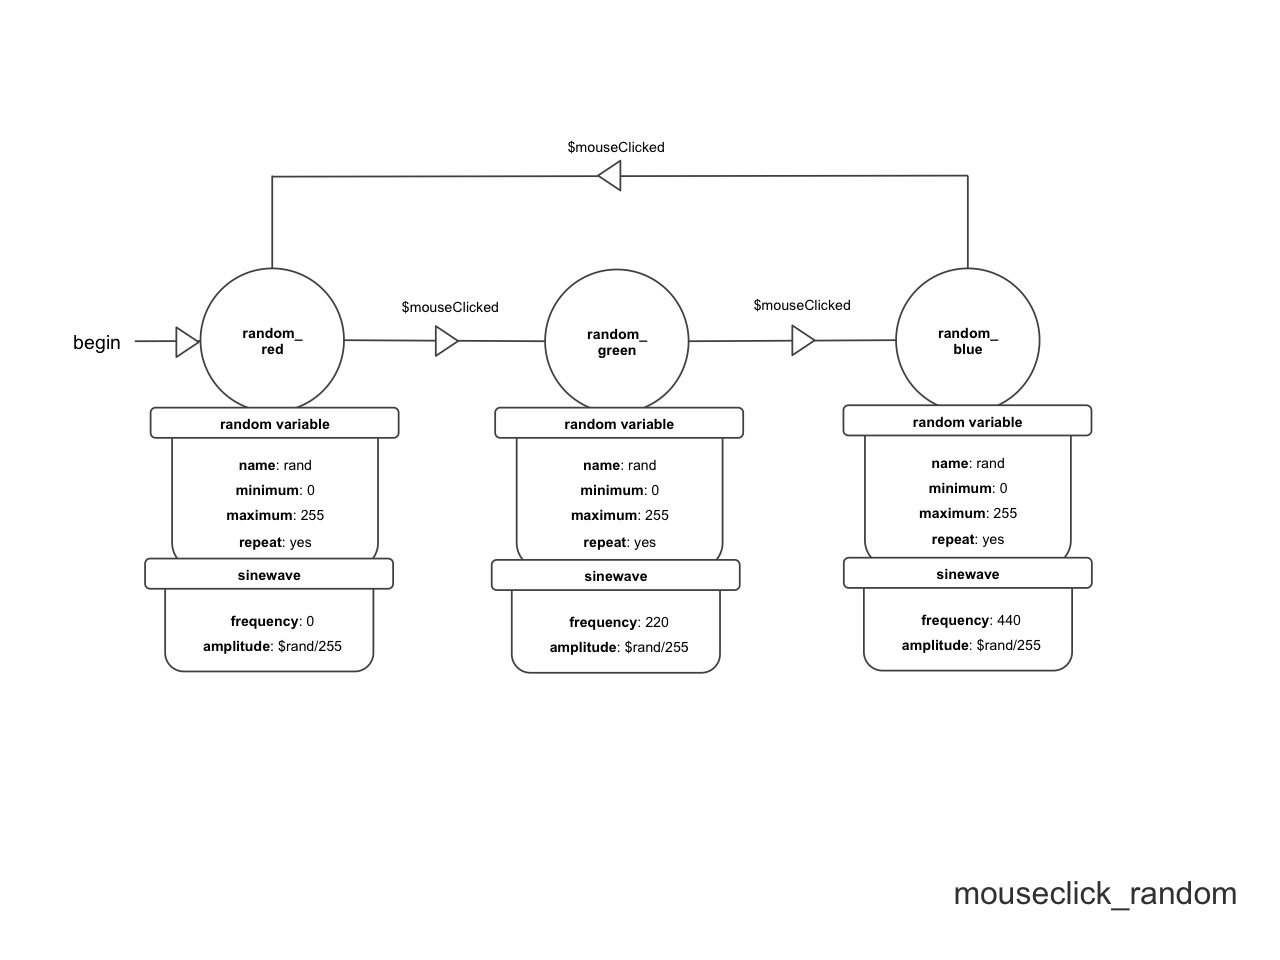 $mouseClicked
$mouseClicked
$mouseClicked
begin
random_
red
random_
green
random_
blue
random variable
name: rand
minimum: 0
maximum: 255
repeat: yes
sinewave
frequency: 0
amplitude: $rand/255
random variable
name: rand
minimum: 0
maximum: 255
repeat: yes
sinewave
frequency: 220
amplitude: $rand/255
random variable
name: rand
minimum: 0
maximum: 255
repeat: yes
sinewave
frequency: 440
amplitude: $rand/255
mouseclick_random